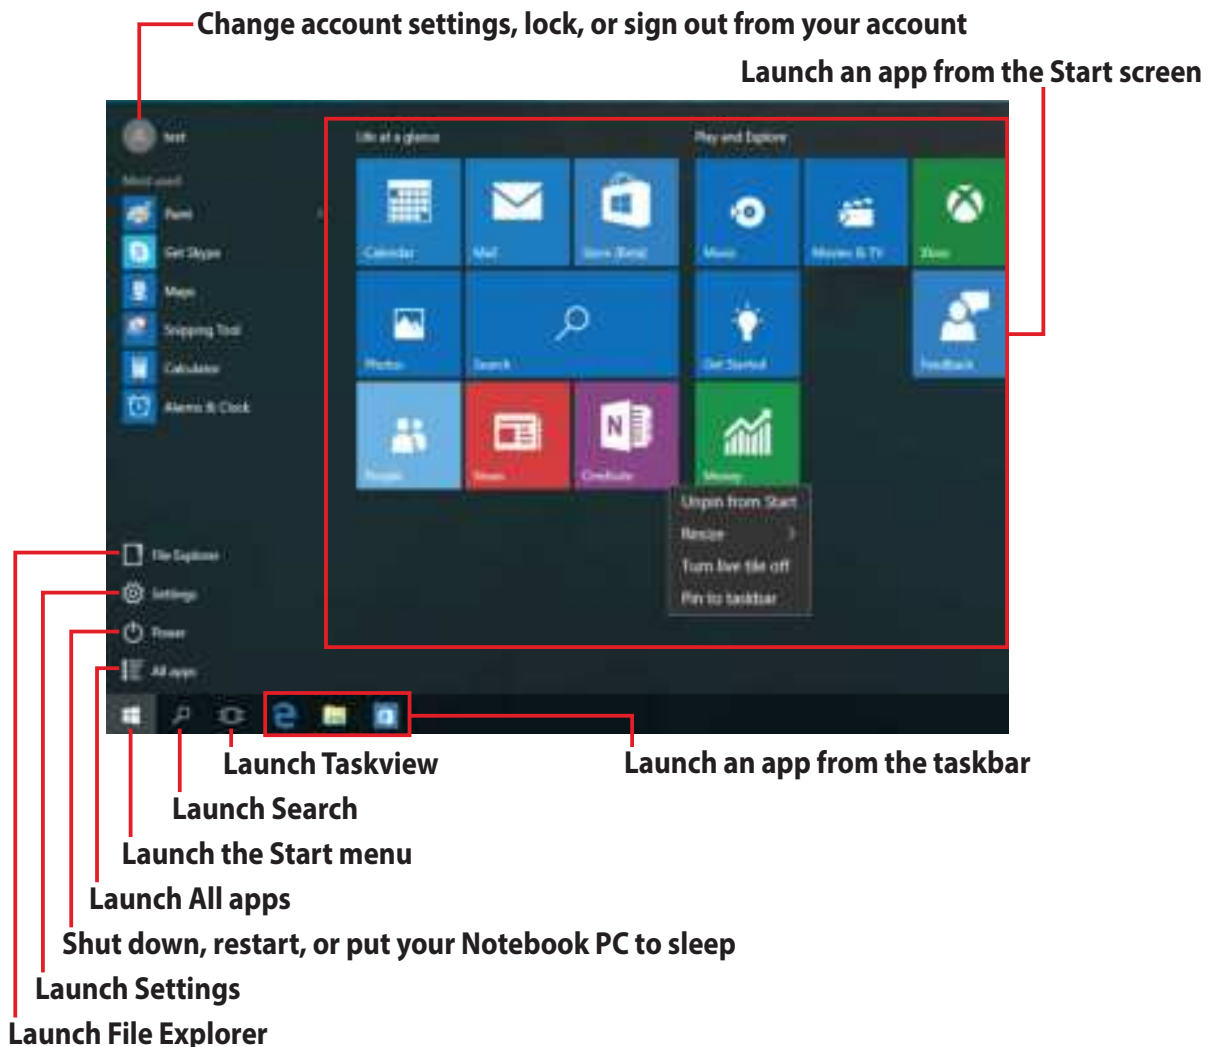 Change account settings, lock, or sign out from your account
Launch an app from the Start screen
test
Life at a glance
Play and Explore
Most used
Paint
Get Skype
Maps
Snipping Tool
Calculator
Alarms & Clock
Calendar
Mail
Store (Beta)
Music
Movies & TV
Xbox
Photos
Search
Get Started
Feedback
People
News
OneNote
Money
Unpin from Start
Resize
Turn live tile off
Pin to taskbar
File Explorer
Settings
Power
All apps
Launch Taskview
Launch an app from the taskbar
Launch Search
Launch the Start menu
Launch All apps
Shut down, restart, or put your Notebook PC to sleep
Launch Settings
Launch File Explorer